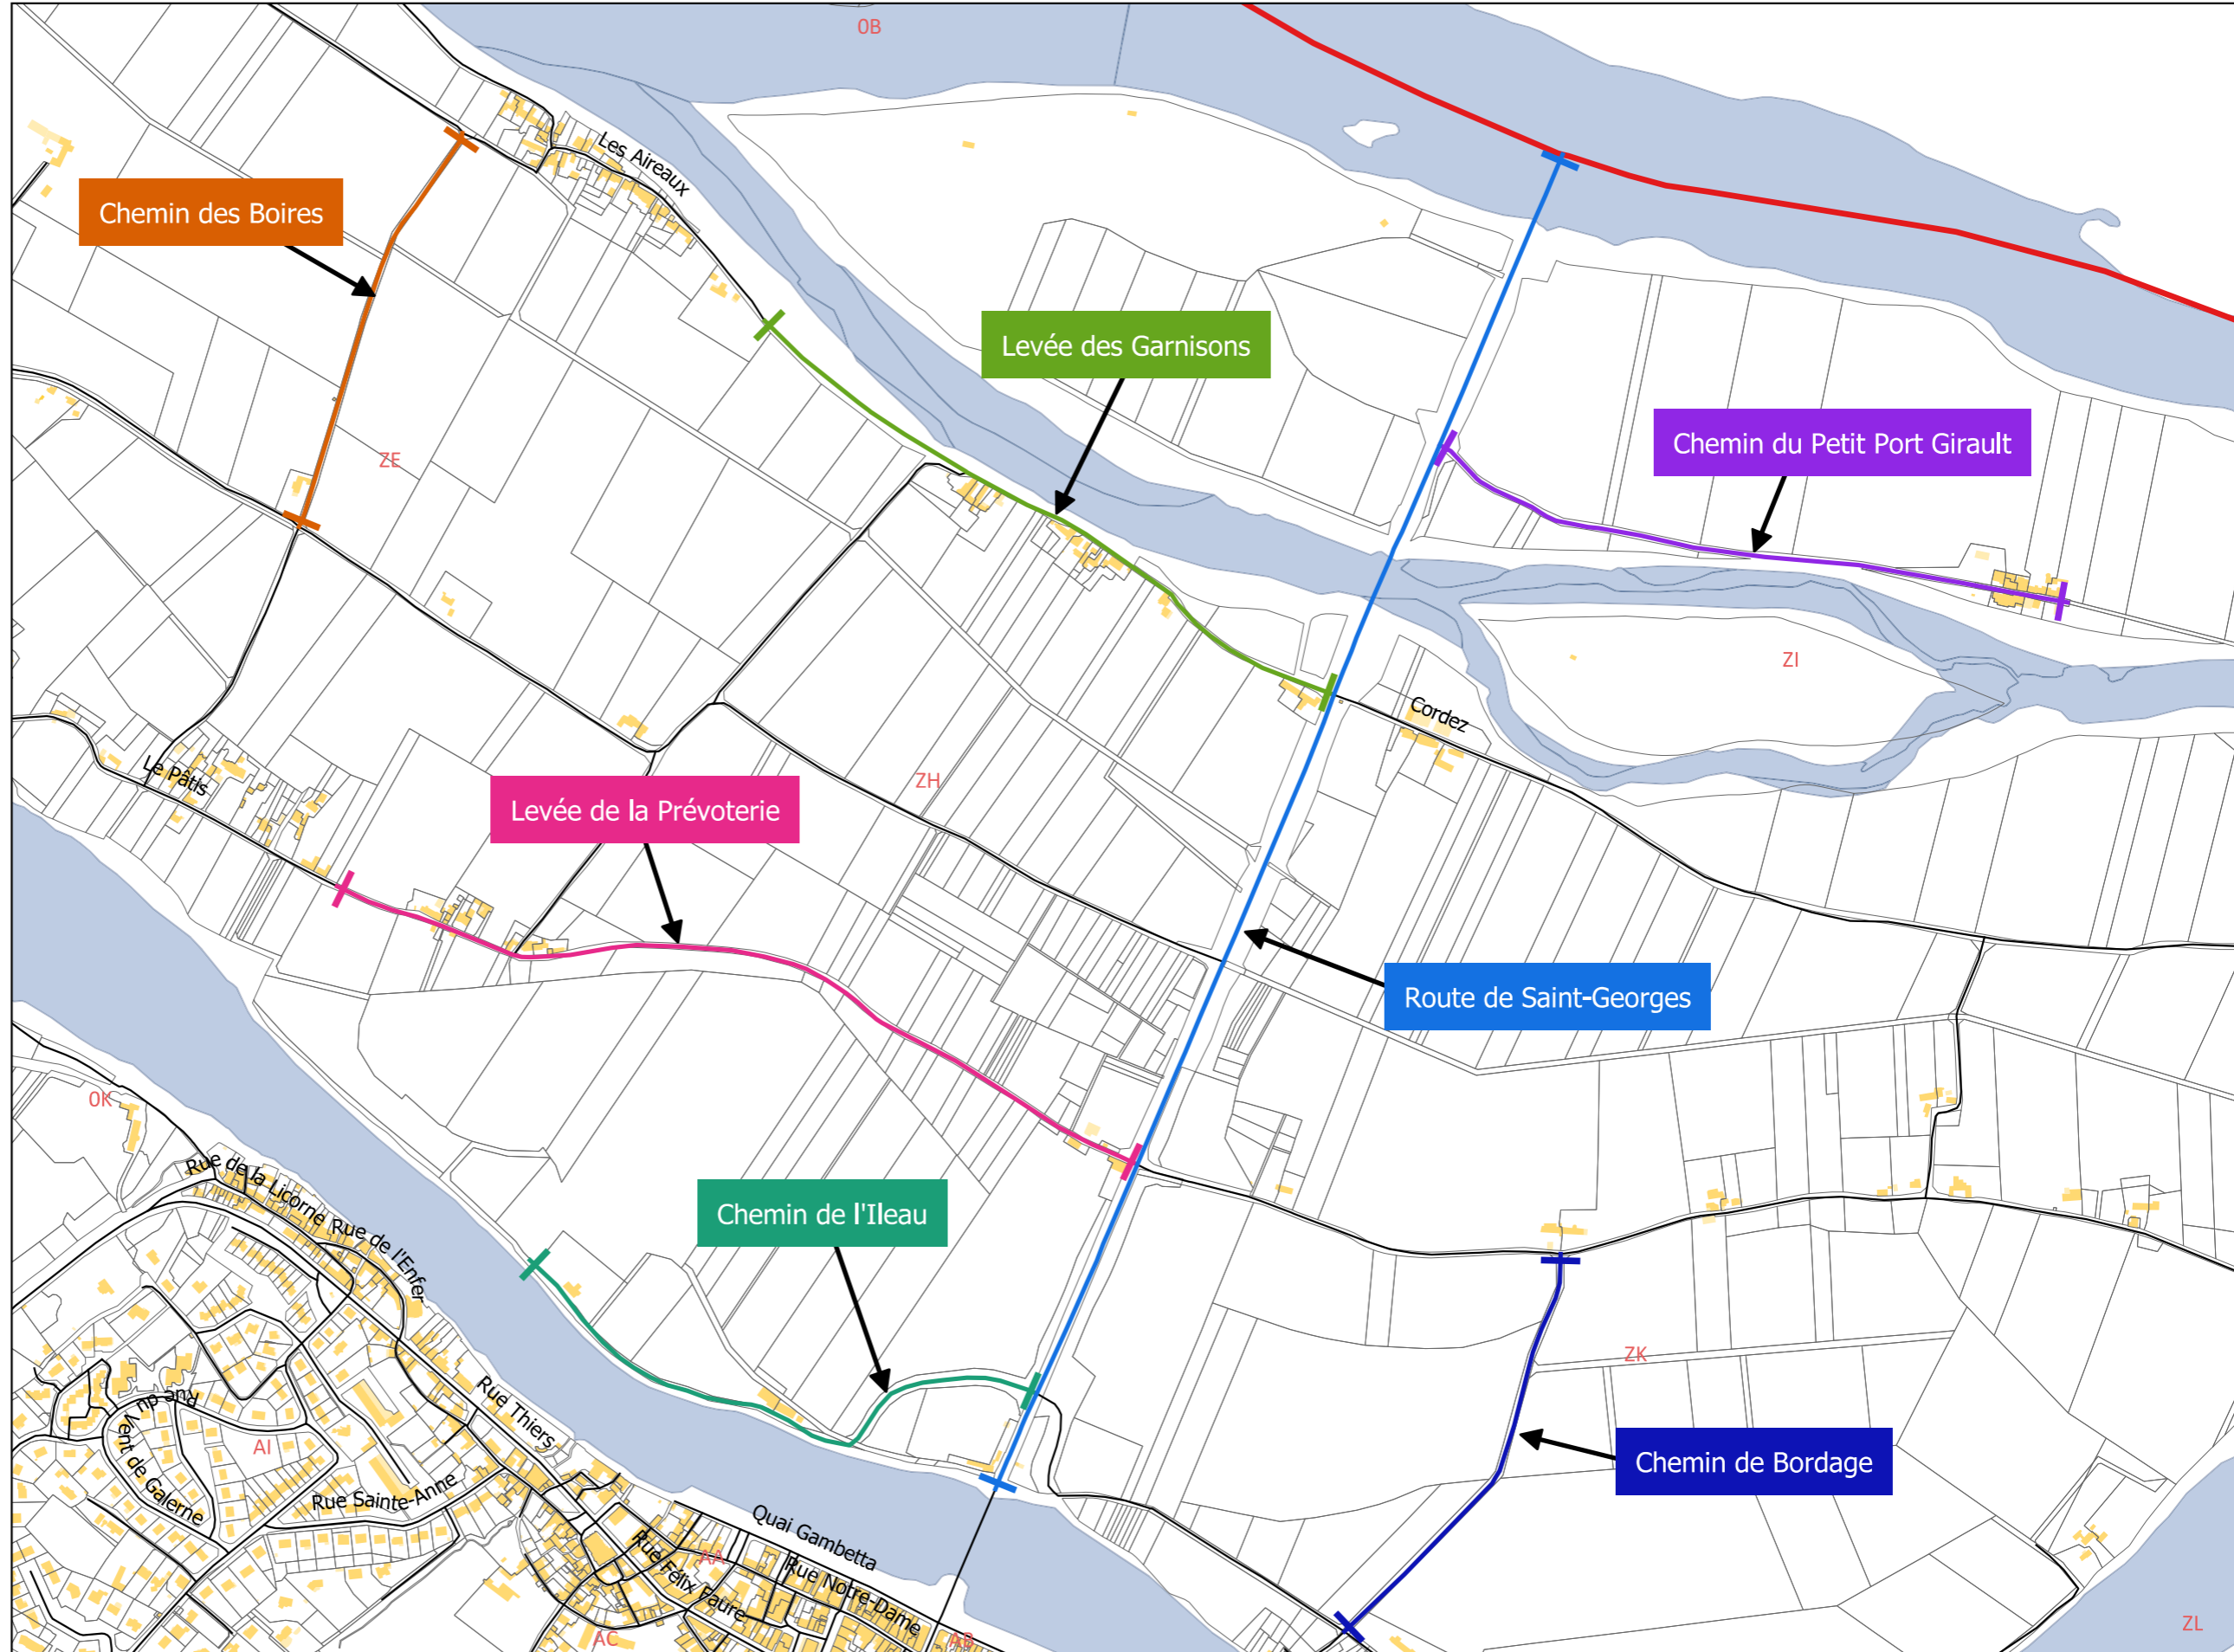 OB
Les Aireaux
Chemin des Boires
Levée des Garnisons
Chemin du Petit Port Girault
ZE
ZI
Cordez
Le Pâtis
ZH
Levée de la Prévoterie
Route de Saint-Georges
OK
Rue de la Licorne
Rue de l'Enfer
Chemin de l'Ileau
ZK
Rue du Vent de Galerne
Rue Thiers
AI
Chemin de Bordage
Rue Sainte-Anne
Quai Gambetta
Rue Félix Faure
AA
Rue Notre-Dame
AC
AB
ZL